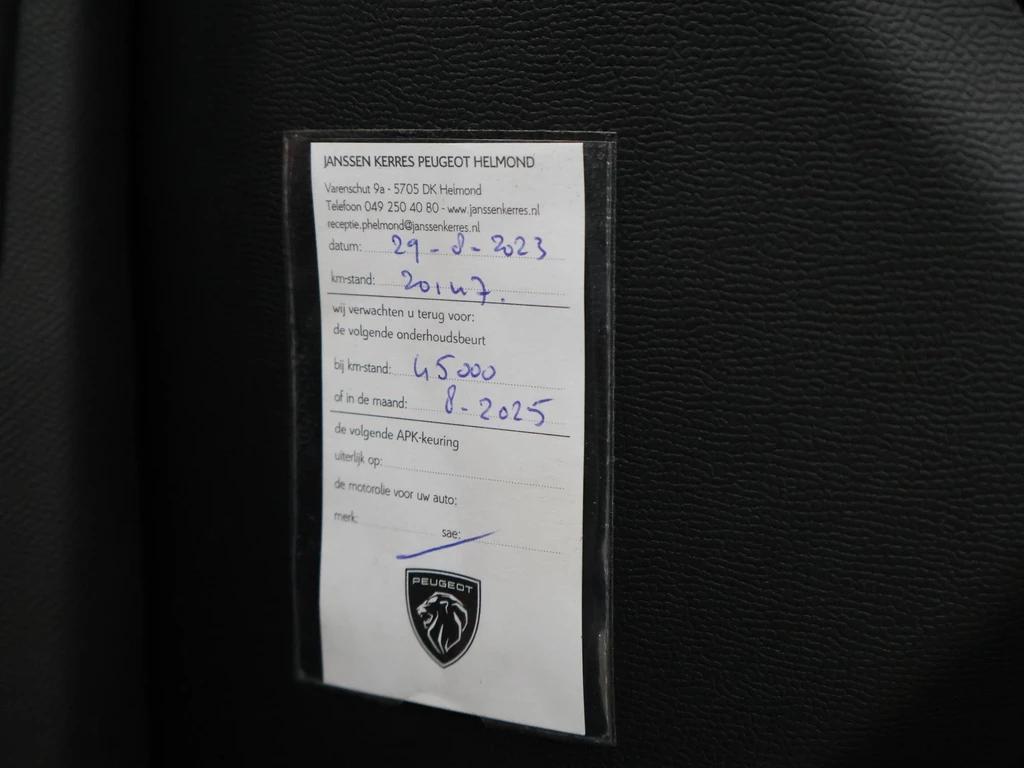 JANSSEN KERRES PEUGEOT HELMOND
Varenschut 9a - 5705 DK Helmond
Telefoon 049 250 40 80 - www.janssenkerres.nl
receptie.phelmond@janssenkerres.nl
datum: 29-8-2023
km-stand: 20147.
wij verwachten u terug voor:
de volgende onderhoudsbeurt
bij km-stand: 45000
of in de maand: 8-2025
de volgende APK-keuring
uiterlijk op:
de motorolie voor uw auto:
merk: sae:
PEUGEOT